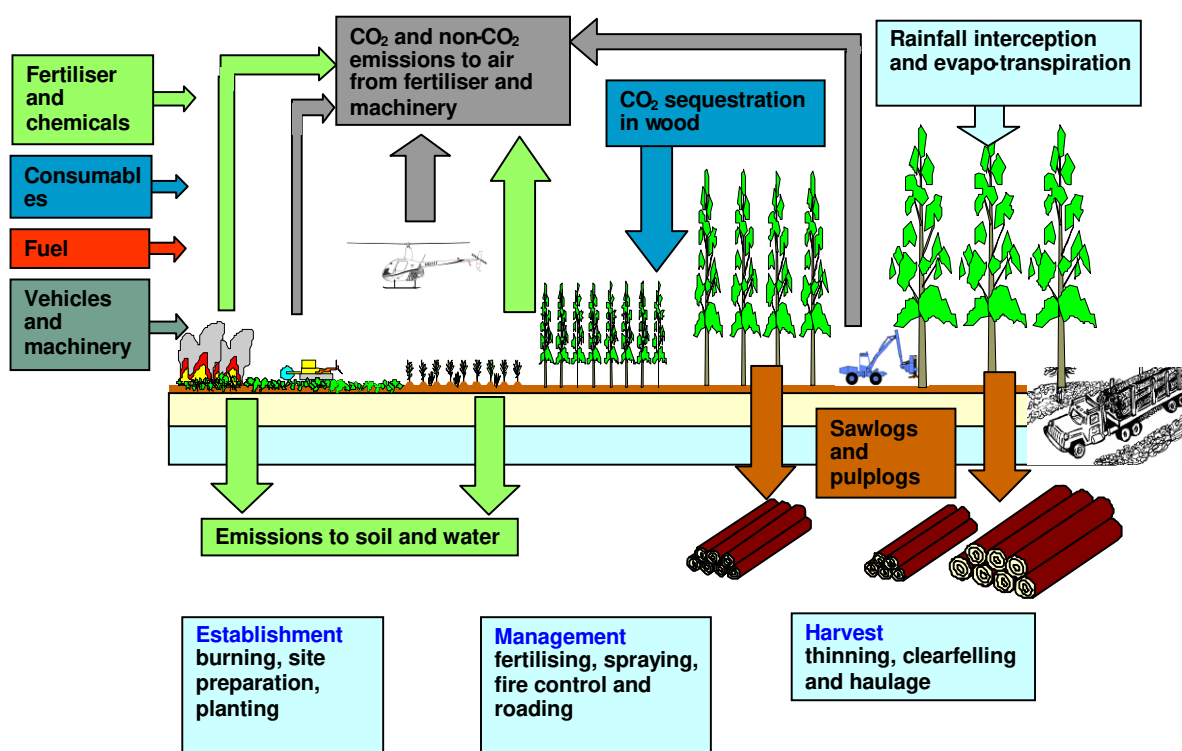 Fertiliser
and
chemicals
Consumabl
es
Fuel
Vehicles
and
machinery
CO₂ and non-CO₂
emissions to air
from fertiliser and
machinery
CO₂ sequestration
in wood
Rainfall interception
and evapo-transpiration
Sawlogs
and
pulplogs
Emissions to soil and water
Establishment
burning, site
preparation,
planting
Management
fertilising, spraying,
fire control and
roading
Harvest
thinning, clearfelling
and haulage